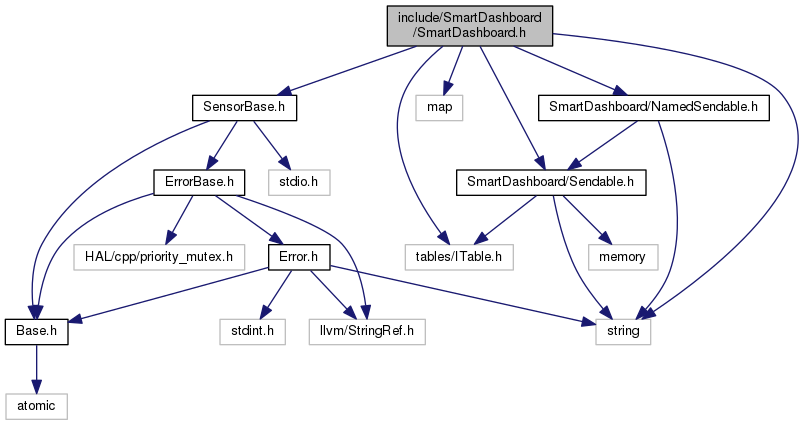 include/SmartDashboard
/SmartDashboard.h
SensorBase.h
map
SmartDashboard/NamedSendable.h
ErrorBase.h
stdio.h
SmartDashboard/Sendable.h
HAL/cpp/priority_mutex.h
Error.h
tables/ITable.h
memory
Base.h
stdint.h
llvm/StringRef.h
string
atomic